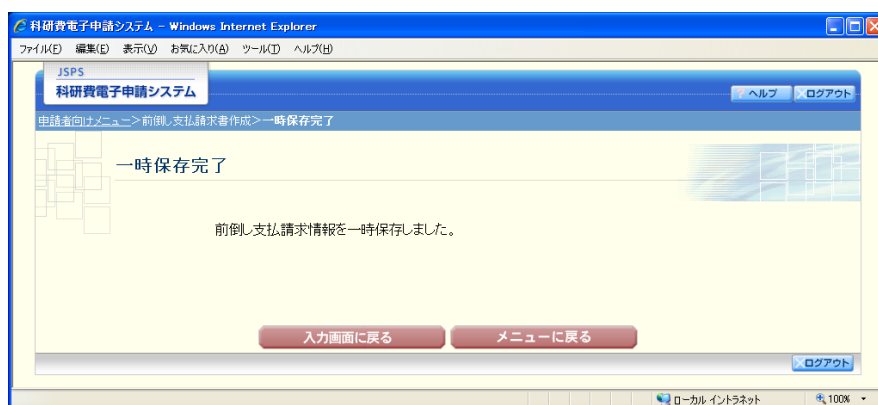 科研費電子申請システム - Windows Internet Explorer
ファイル(F) 編集(E) 表示(V) お気に入り(A) ツール(T) ヘルプ(H)
JSPS
科研費電子申請システム
? ヘルプ ×ログアウト
申請者向けメニュー>前倒し支払請求書作成>一時保存完了
一時保存完了
前倒し支払請求情報を一時保存しました。
入力画面に戻る メニューに戻る
×ログアウト
ローカル イントラネット 100%